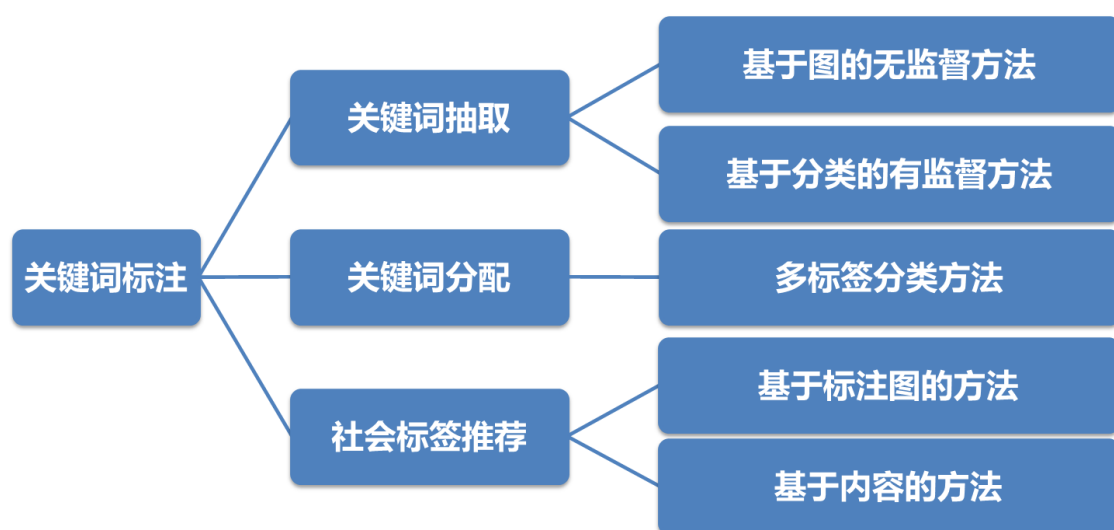 关键词标注
关键词抽取
基于图的无监督方法
基于分类的有监督方法
关键词分配
多标签分类方法
社会标签推荐
基于标注图的方法
基于内容的方法